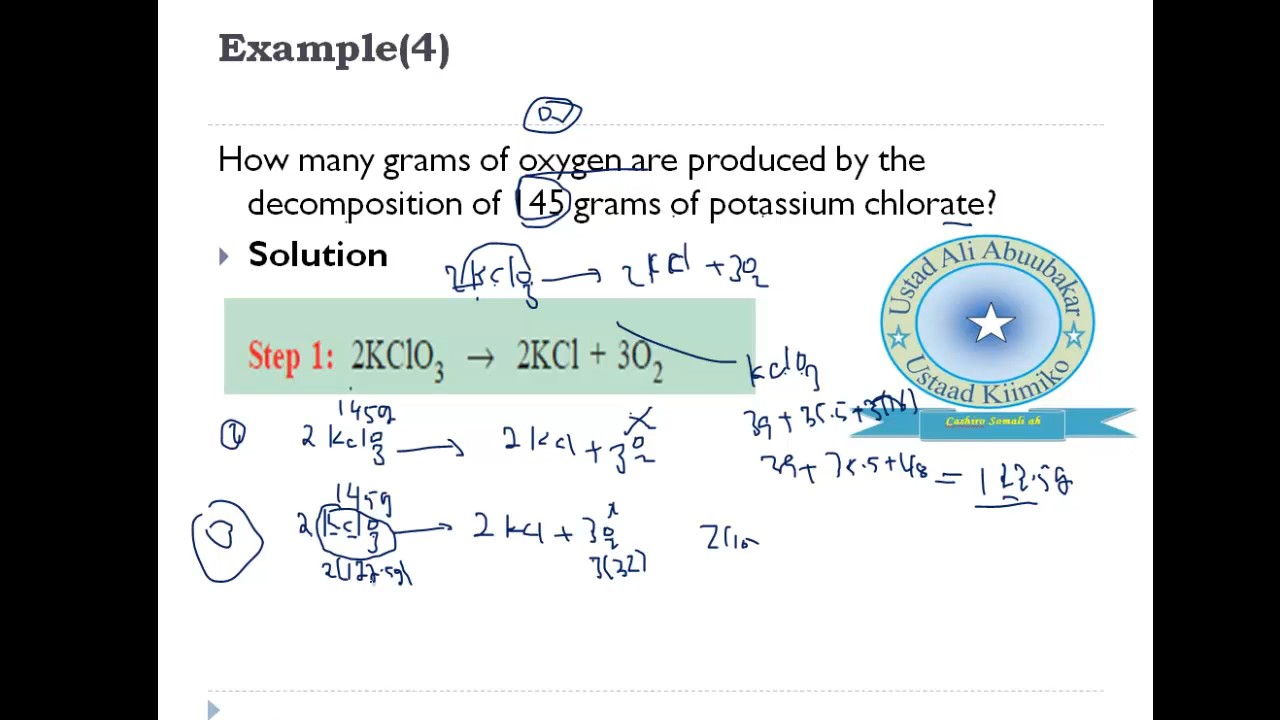 Example(4)
How many grams of oxygen are produced by the
decomposition of 145 grams of potassium chlorate?
Solution
2KClO3 → 2KCl + 3O2
Step 1: 2KClO3 → 2KCl + 3O2
KClO3
145g
39 + 35.5 + 3(16)
2 2KClO3 → 2KCl + 3O2
x
39 + 35.5 + 48 = 122.5g
145g
x
3 2KClO3 → 2KCl + 3O2
2(122.5g)
3(32)
Ustad Ali Abuubakar
Ustaad Kiimiko
Cashiro Somali ah